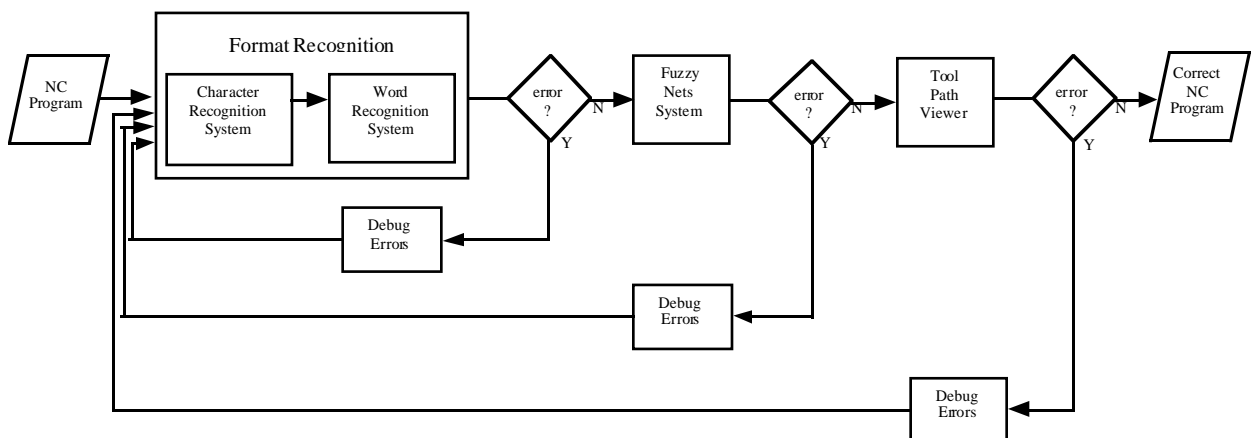 Format Recognition
NC
Program
Character
Recognition
System
Word
Recognition
System
error
?
N
Y
Fuzzy
Nets
System
error
?
N
Y
Tool
Path
Viewer
error
?
N
Y
Correct
NC
Program
Debug
Errors
Debug
Errors
Debug
Errors